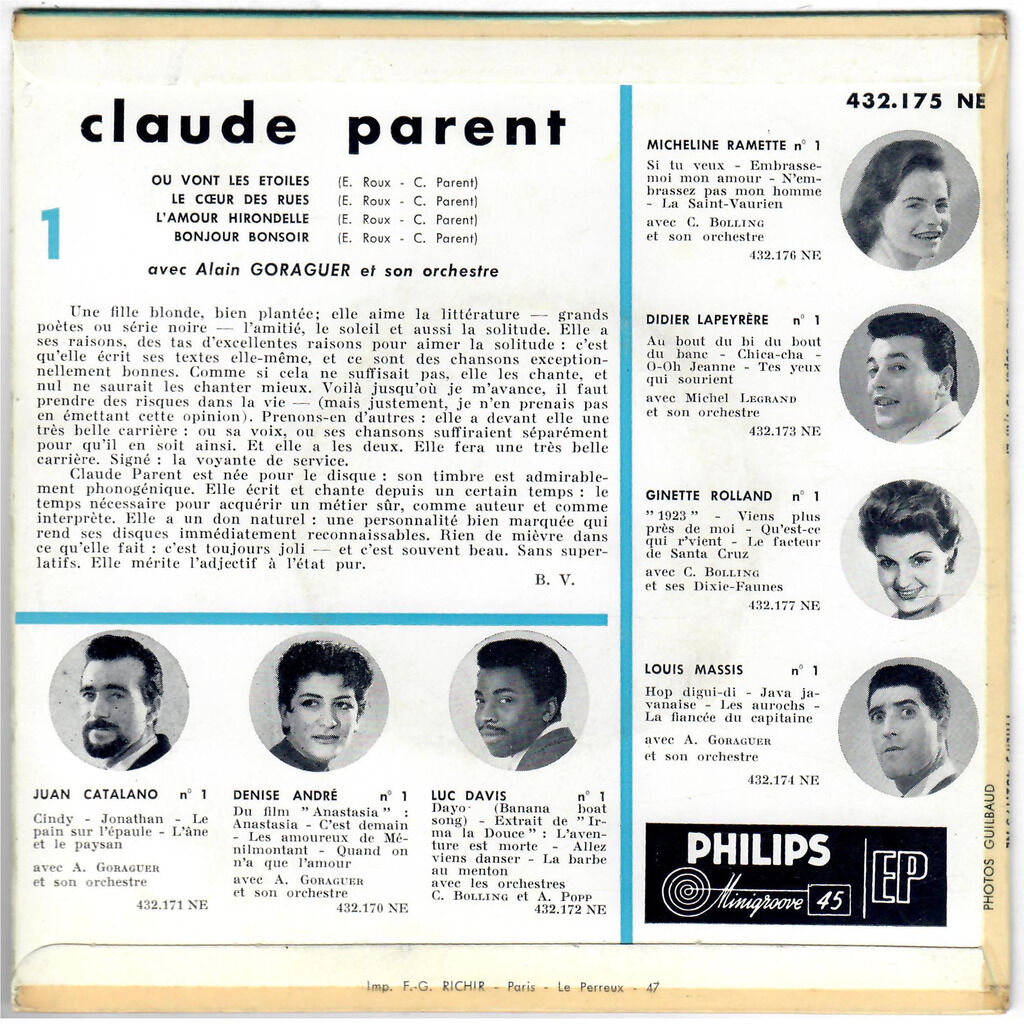 432.175 NE
claude parent
1
OU VONT LES ETOILES (E. Roux - C. Parent)
LE CŒUR DES RUES (E. Roux - C. Parent)
L'AMOUR HIRONDELLE (E. Roux - C. Parent)
BONJOUR BONSOIR (E. Roux - C. Parent)
avec Alain GORAGUER et son orchestre
Une fille blonde, bien plantée; elle aime la littérature — grands
poètes ou série noire — l'amitié, le soleil et aussi la solitude. Elle a
ses raisons, des tas d'excellentes raisons pour aimer la solitude : c'est
qu'elle écrit ses textes elle-même, et ce sont des chansons exception-
nellement bonnes. Comme si cela ne suffisait pas, elle les chante, et
nul ne saurait les chanter mieux. Voilà jusqu'où je m'avance, il faut
prendre des risques dans la vie — (mais justement, je n'en prenais pas
en émettant cette opinion). Prenons-en d'autres : elle a devant elle une
très belle carrière : ou sa voix, ou ses chansons suffiraient séparément
pour qu'il en soit ainsi. Et elle a les deux. Elle fera une très belle
carrière. Signé : la voyante de service.
Claude Parent est née pour le disque : son timbre est admirable-
ment phonogénique. Elle écrit et chante depuis un certain temps : le
temps nécessaire pour acquérir un métier sûr, comme auteur et comme
interprète. Elle a un don naturel : une personnalité bien marquée qui
rend ses disques immédiatement reconnaissables. Rien de mièvre dans
ce qu'elle fait : c'est toujours joli — et c'est souvent beau. Sans super-
latifs. Elle mérite l'adjectif à l'état pur.
B. V.
MICHELINE RAMETTE n° 1
Si tu veux - Embrasse-
moi mon amour - N'em-
brassez pas mon homme
- La Saint-Vaurien
avec C. BOLLING
et son orchestre
432.176 NE
DIDIER LAPEYRÈRE n° 1
Au bout du bi du bout
du banc - Chica-cha -
O-Oh Jeanne - Tes yeux
qui sourient
avec Michel LEGRAND
et son orchestre
432.173 NE
GINETTE ROLLAND n° 1
" 1923 " - Viens plus
près de moi - Qu'est-ce
qui r'vient - Le facteur
de Santa Cruz
avec C. BOLLING
et ses Dixie-Faunes
432.177 NE
LOUIS MASSIS n° 1
Hop digui-di - Java ja-
vanaise - Les aurochs -
La fiancée du capitaine
avec A. GORAGUER
et son orchestre
432.174 NE
JUAN CATALANO n° 1
Cindy - Jonathan - Le
pain sur l'épaule - L'âne
et le paysan
avec A. GORAGUER
et son orchestre
432.171 NE
DENISE ANDRÉ n° 1
Du film " Anastasia " :
Anastasia - C'est demain
- Les amoureux de Mé-
nilmontant - Quand on
n'a que l'amour
avec A. GORAGUER
et son orchestre
432.170 NE
LUC DAVIS n° 1
Dayo (Banana boat
song) - Extrait de " Ir-
ma la Douce " : L'aven-
ture est morte - Allez
viens danser - La barbe
au menton
avec les orchestres
C. BOLLING et A. POPP
432.172 NE
PHILIPS
Minigroove 45
EP
PHOTOS GUILBAUD
Imp. F.-G. RICHIR - Paris - Le Perreux - 47